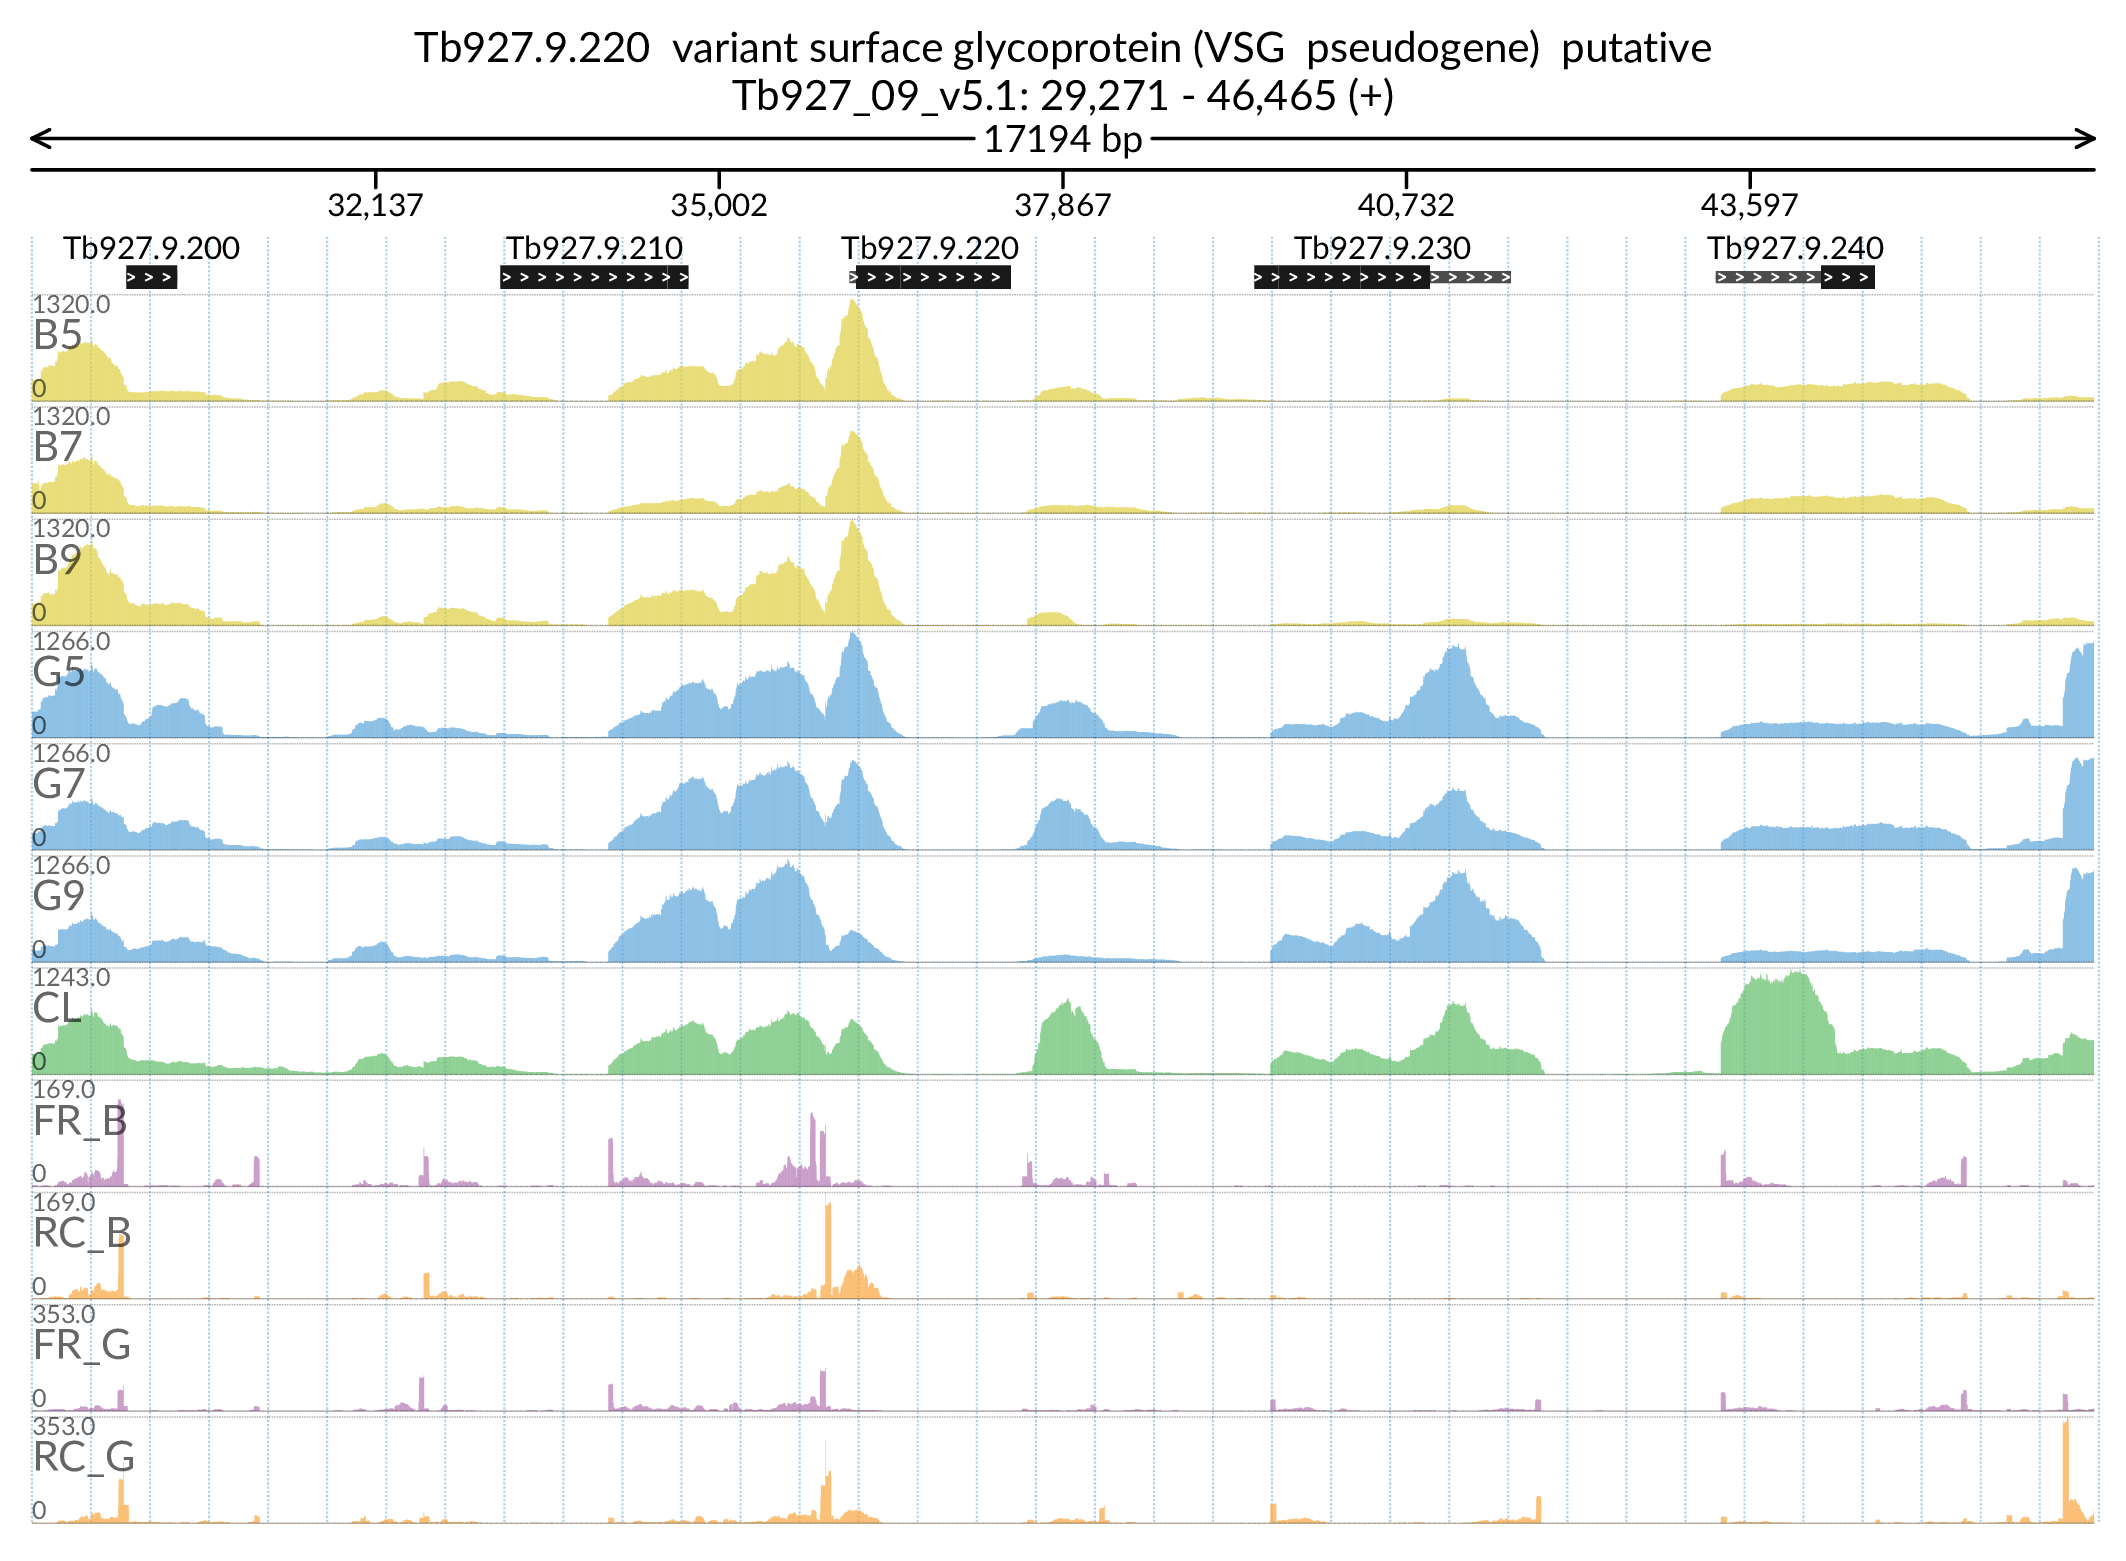 Tb927.9.220 variant surface glycoprotein (VSG pseudogene) putative
Tb927_09_v5.1: 29,271 - 46,465 (+)
17194 bp
32,137 35,002 37,867 40,732 43,597
Tb927.9.200 Tb927.9.210 Tb927.9.220 Tb927.9.230 Tb927.9.240
1320.0
B5
0
1320.0
B7
0
1320.0
B9
0
1266.0
G5
0
1266.0
G7
0
1266.0
G9
0
1243.0
CL
0
169.0
FR_B
0
169.0
RC_B
0
353.0
FR_G
0
353.0
RC_G
0